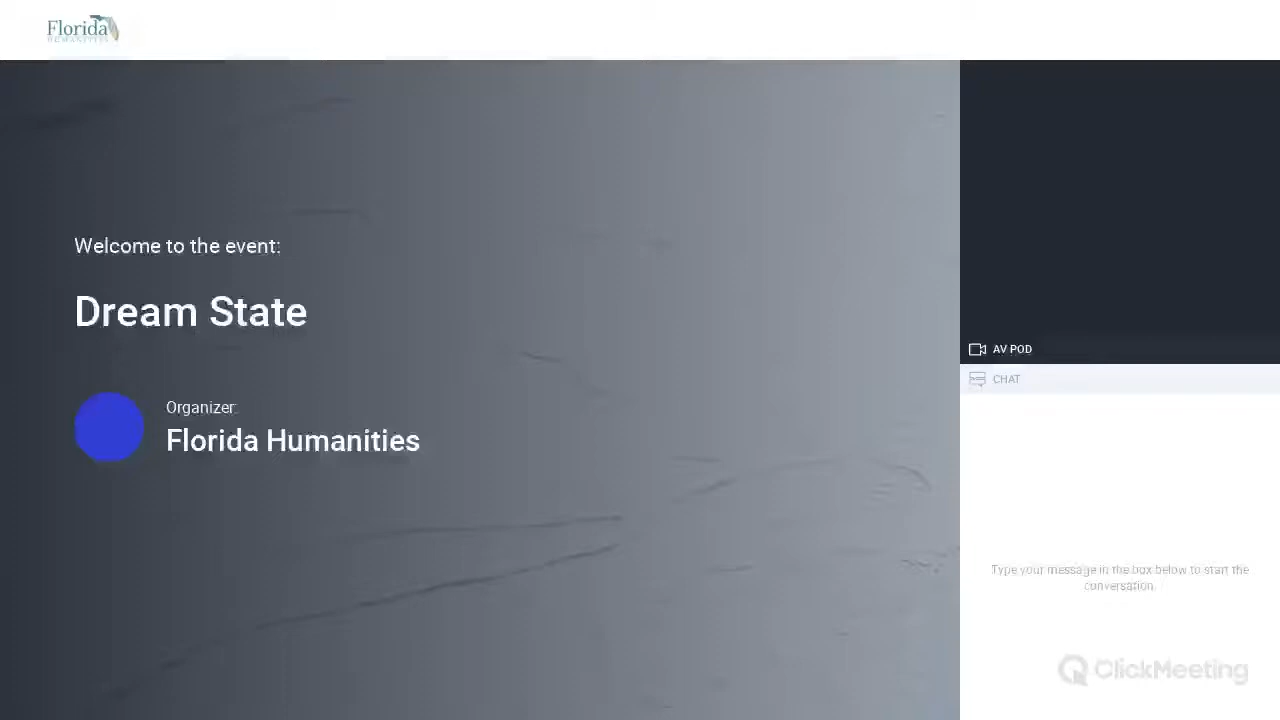 Florida
HUMANITIES
Welcome to the event:
Dream State
Organizer:
Florida Humanities
AV POD
CHAT
Type your message in the box below to start the
conversation.
ClickMeeting